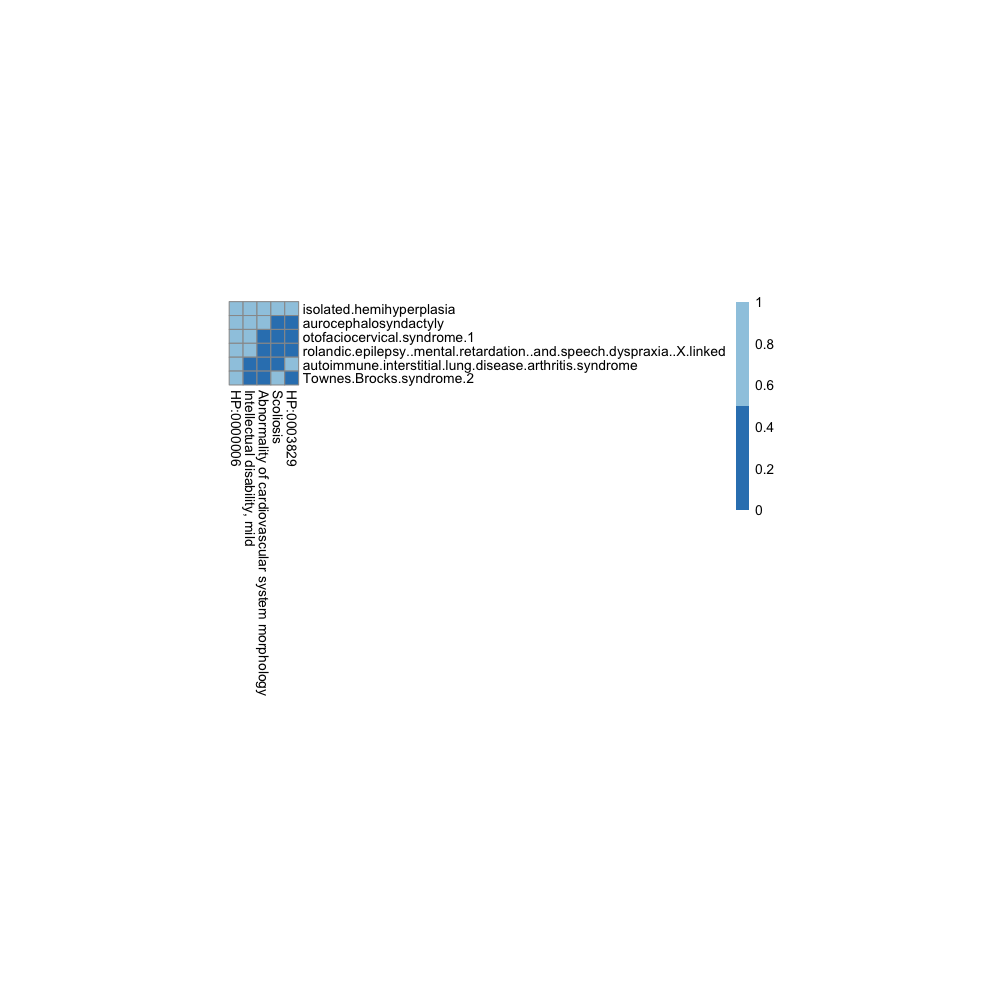 isolated.hemihyperplasia
aurocephalosyndactyly
otofaciocervical.syndrome.1
rolandic.epilepsy..mental.retardation..and.speech.dyspraxia..X.linked
autoimmune.interstitial.lung.disease.arthritis.syndrome
Townes.Brocks.syndrome.2
HP:0000006
Intellectual disability, mild
Abnormality of cardiovascular system morphology
Scoliosis
HP:0003829
1
0.8
0.6
0.4
0.2
0